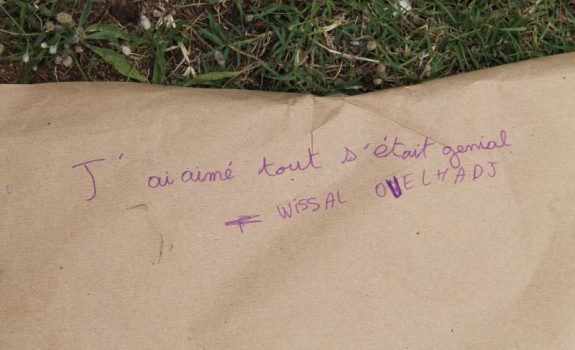 J'ai aimé tout s'était genial
WiSSAL OUELHADJ